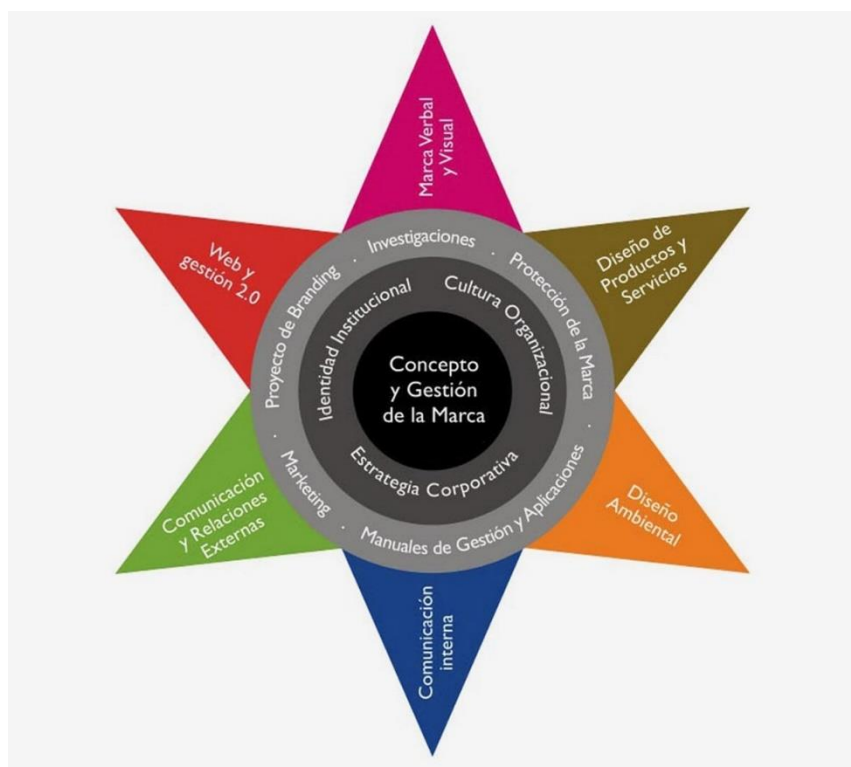 Marca Verbal
y Visual
Diseño de
Productos y
Servicios
Diseño
Ambiental
Comunicación
interna
Comunicación
y Relaciones
Externas
Web y
gestión 2.0
Proyecto de Branding · Investigaciones · Protección de la Marca · Manuales de Gestión y Aplicaciones · Marketing ·
Identidad Institucional
Cultura Organizacional
Estrategia Corporativa
Concepto
y Gestión
de la Marca